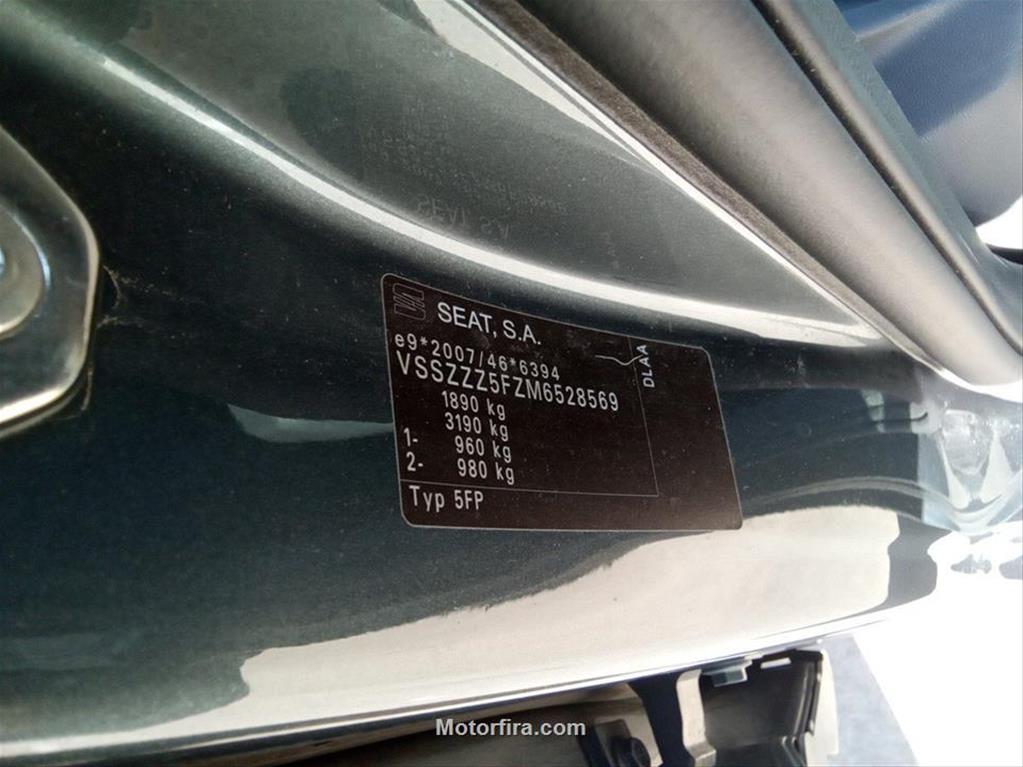 SEAT, S.A.
e9*2007/46*6394
VSSZZZ5FZM6528569
1890 kg
3190 kg
1- 960 kg
2- 980 kg
Typ 5FP
DLAA
Motorfira.com